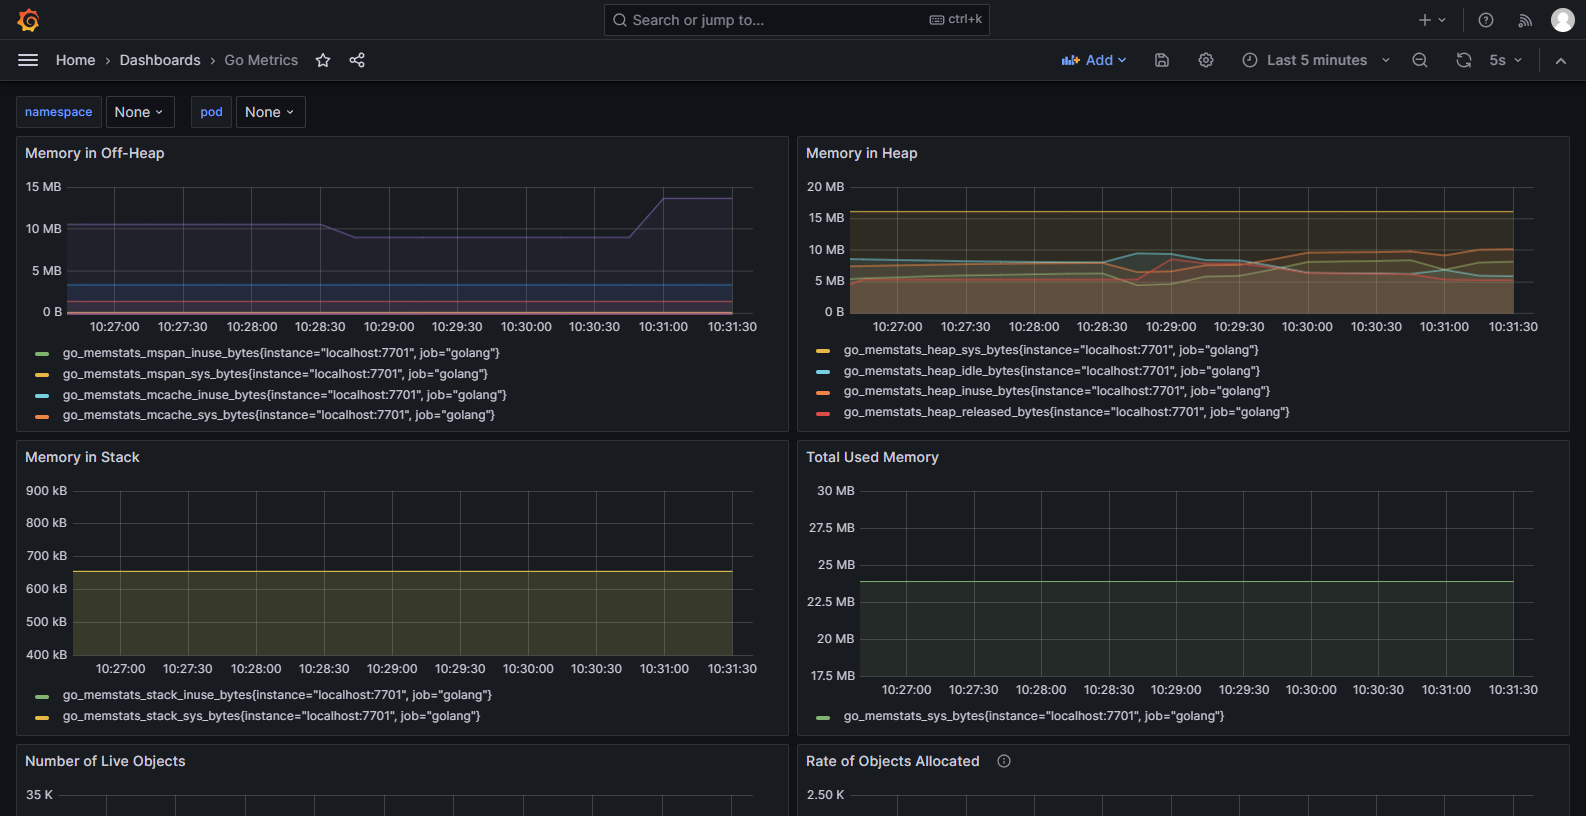 Search or jump to...
ctrl+k
Home › Dashboards › Go Metrics
Add
Last 5 minutes
5s
namespace None pod None
Memory in Off-Heap
15 MB
10 MB
5 MB
0 B
10:27:00 10:27:30 10:28:00 10:28:30 10:29:00 10:29:30 10:30:00 10:30:30 10:31:00 10:31:30
go_memstats_mspan_inuse_bytes{instance="localhost:7701", job="golang"}
go_memstats_mspan_sys_bytes{instance="localhost:7701", job="golang"}
go_memstats_mcache_inuse_bytes{instance="localhost:7701", job="golang"}
go_memstats_mcache_sys_bytes{instance="localhost:7701", job="golang"}
Memory in Heap
20 MB
15 MB
10 MB
5 MB
0 B
10:27:00 10:27:30 10:28:00 10:28:30 10:29:00 10:29:30 10:30:00 10:30:30 10:31:00 10:31:30
go_memstats_heap_sys_bytes{instance="localhost:7701", job="golang"}
go_memstats_heap_idle_bytes{instance="localhost:7701", job="golang"}
go_memstats_heap_inuse_bytes{instance="localhost:7701", job="golang"}
go_memstats_heap_released_bytes{instance="localhost:7701", job="golang"}
Memory in Stack
900 kB
800 kB
700 kB
600 kB
500 kB
400 kB
10:27:00 10:27:30 10:28:00 10:28:30 10:29:00 10:29:30 10:30:00 10:30:30 10:31:00 10:31:30
go_memstats_stack_inuse_bytes{instance="localhost:7701", job="golang"}
go_memstats_stack_sys_bytes{instance="localhost:7701", job="golang"}
Total Used Memory
30 MB
27.5 MB
25 MB
22.5 MB
20 MB
17.5 MB
10:27:00 10:27:30 10:28:00 10:28:30 10:29:00 10:29:30 10:30:00 10:30:30 10:31:00 10:31:30
go_memstats_sys_bytes{instance="localhost:7701", job="golang"}
Number of Live Objects
35 K
Rate of Objects Allocated
2.50 K